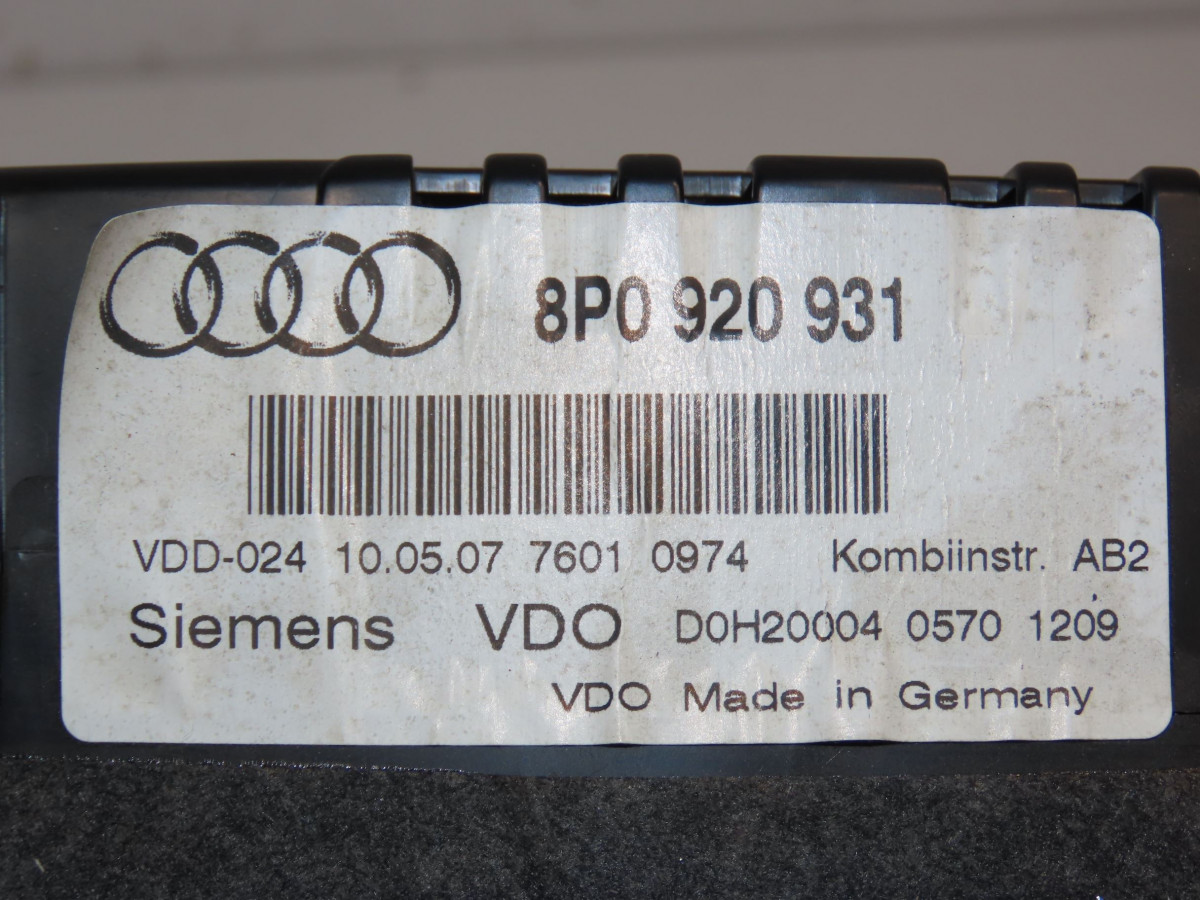 8P0 920 931
VDD-024 10.05.07 7601 0974 Kombiinstr. AB2
Siemens VDO D0H20004 0570 1209
VDO Made in Germany